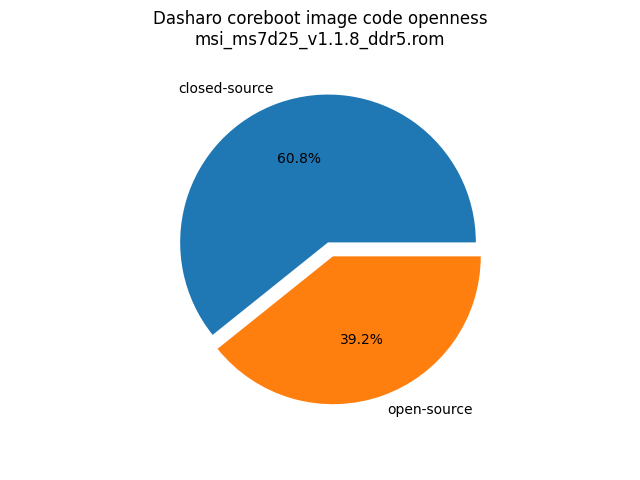 Dasharo coreboot image code openness
msi_ms7d25_v1.1.8_ddr5.rom
closed-source
60.8%
39.2%
open-source